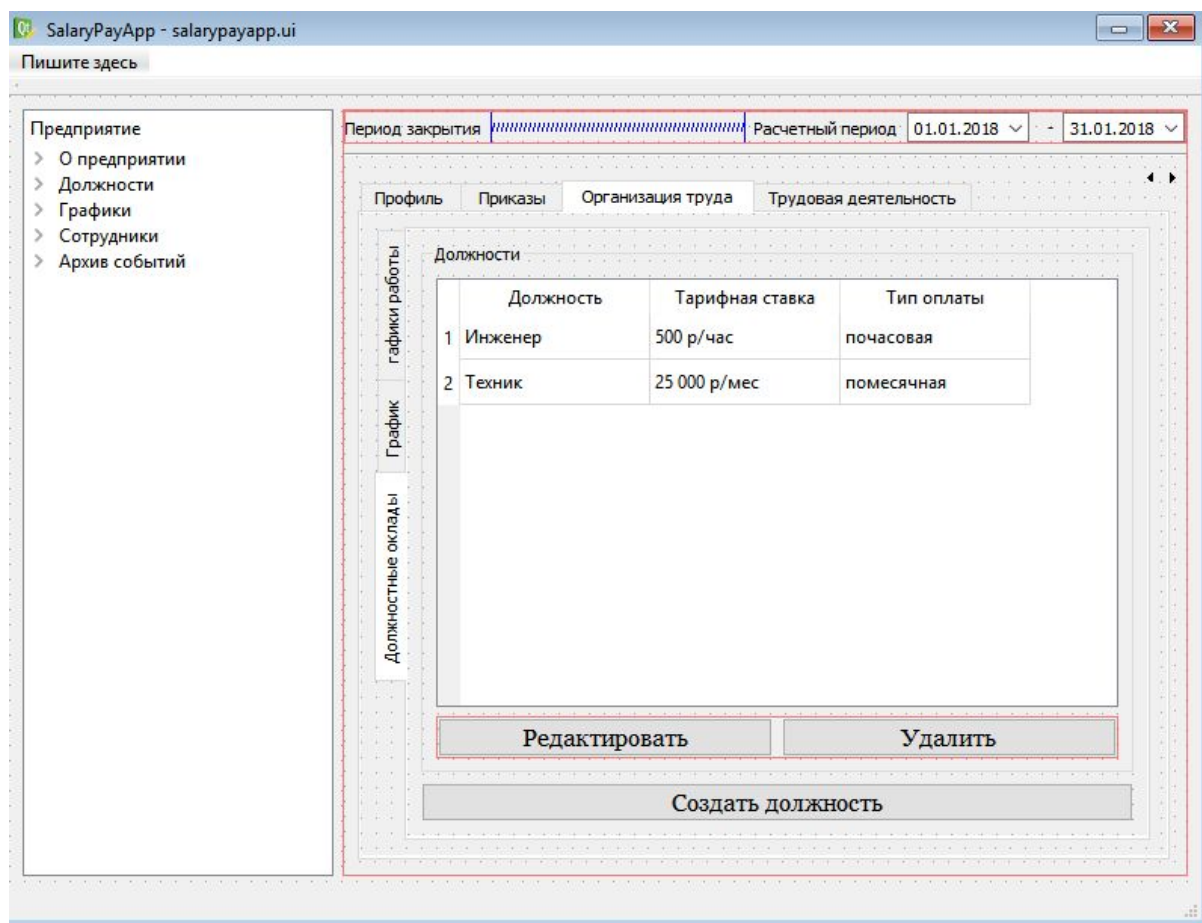 SalaryPayApp - salarypayapp.ui
Пишите здесь
Предприятие
О предприятии
Должности
Графики
Сотрудники
Архив событий
Период закрытия Расчетный период 01.01.2018 - 31.01.2018
Профиль Приказы Организация труда Трудовая деятельность
гафики работы
График
Должностные оклады
Должности
Должность Тарифная ставка Тип оплаты
1 Инженер 500 р/час почасовая
2 Техник 25 000 р/мес помесячная
Редактировать Удалить
Создать должность